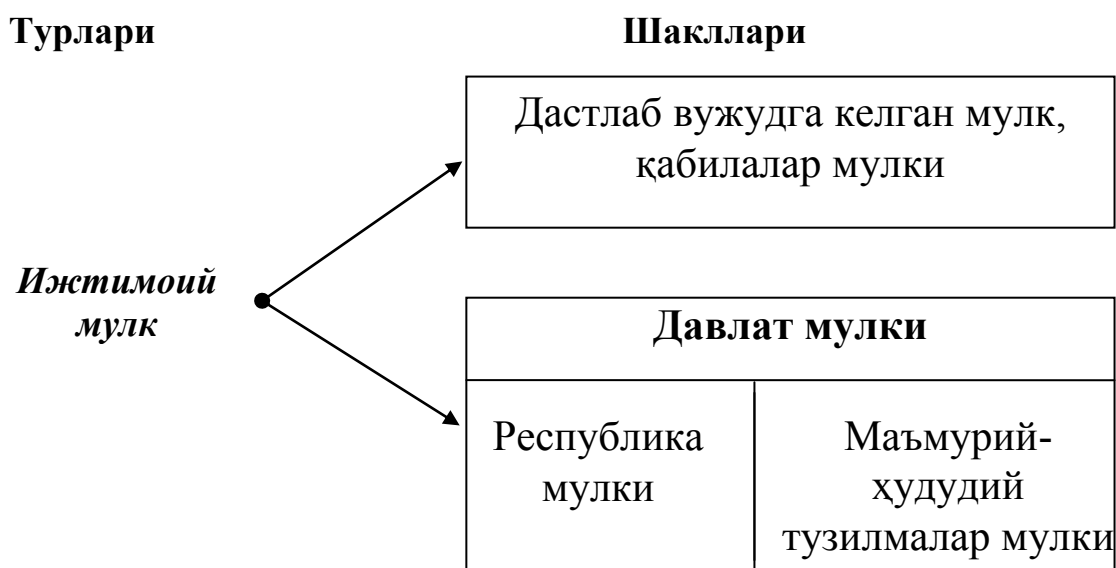 Турлари Шакллари
Дастлаб вужудга келган мулк,
қабилалар мулки
Ижтимоий
мулк
Давлат мулки
Республика
мулки
Маъмурий-
ҳудудий
тузилмалар мулки